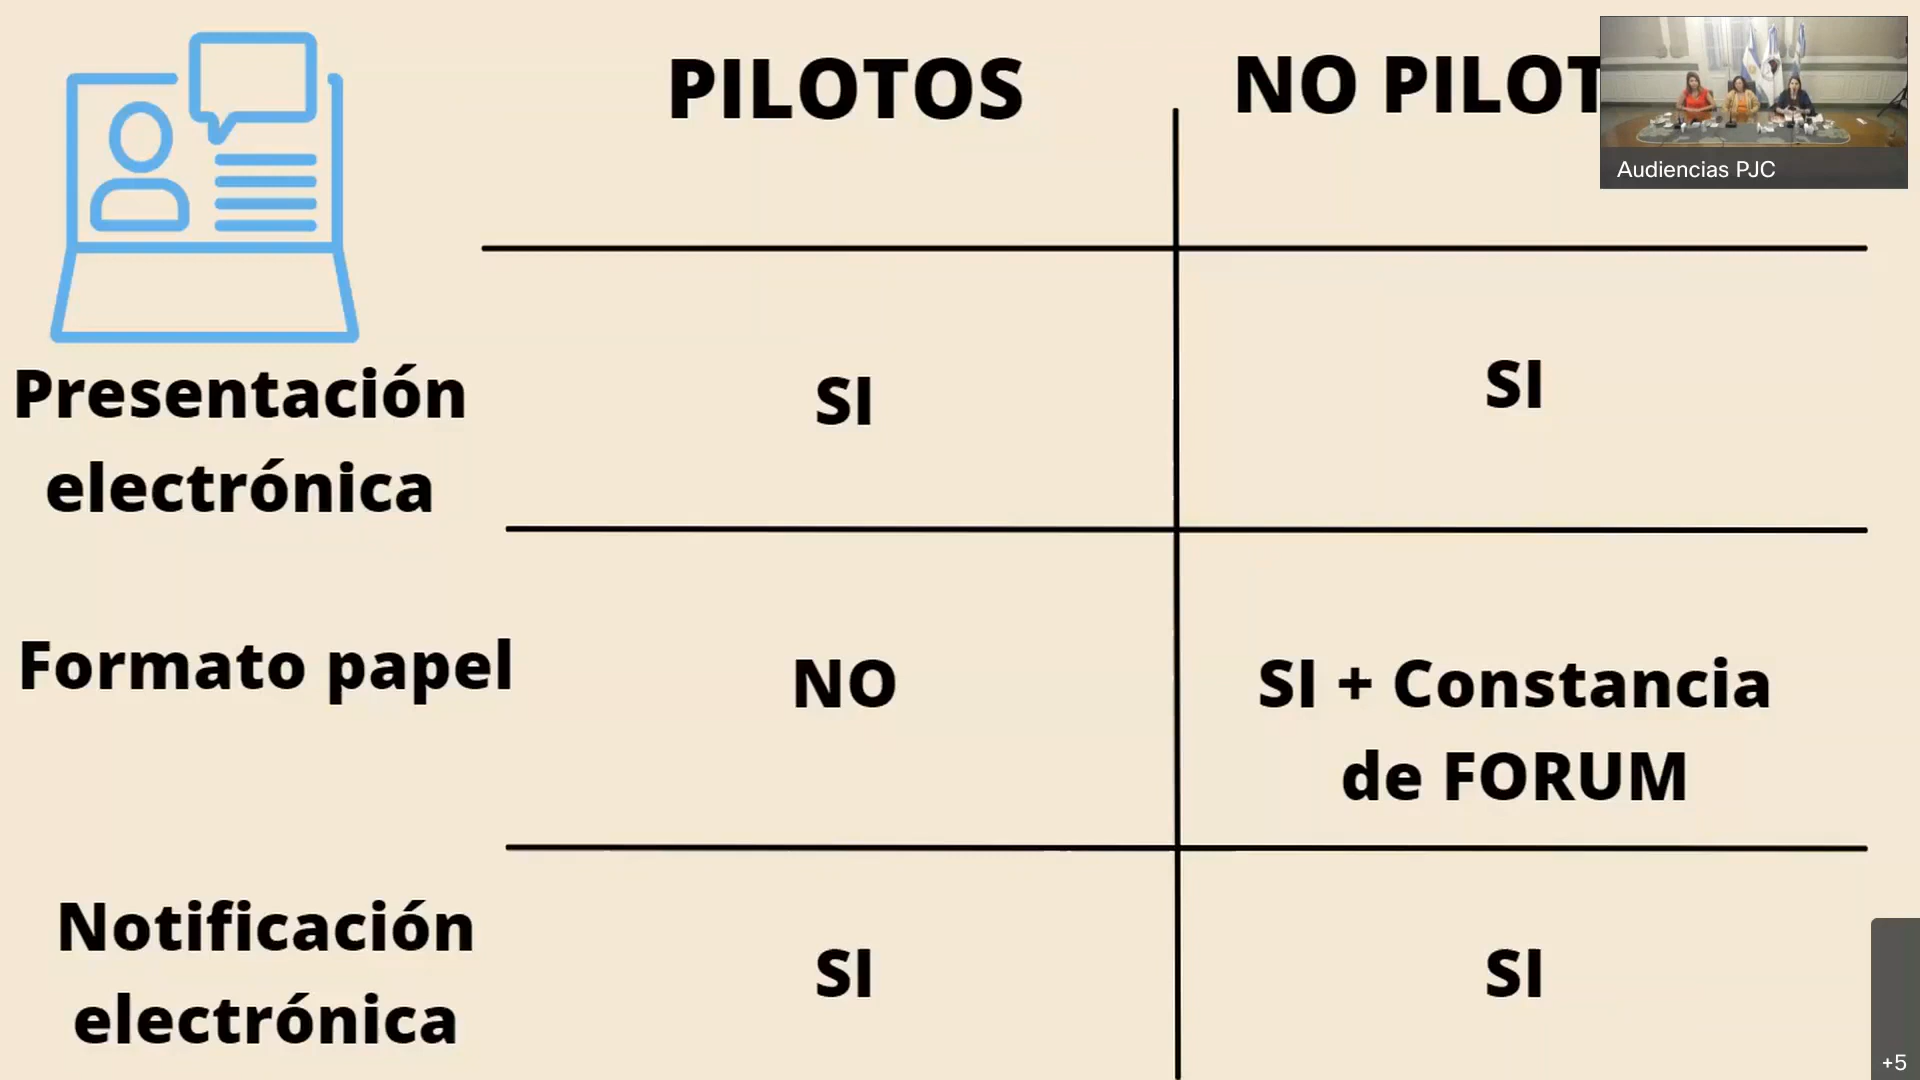 PILOTOS
NO PILOT
Audiencias PJC
Presentación
electrónica
SI
SI
Formato papel
NO
SI + Constancia
de FORUM
Notificación
electrónica
SI
SI
+5